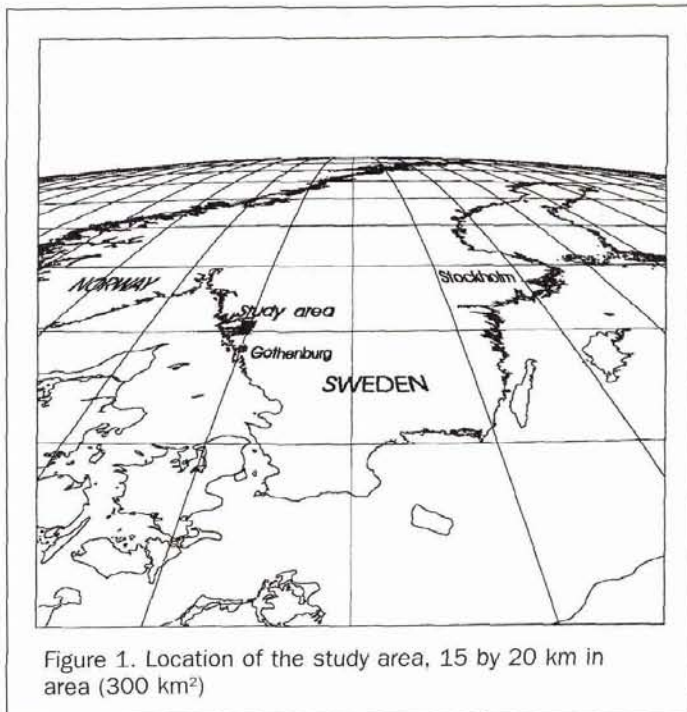 NORWAY
Stockholm
Study area
Gothenburg
SWEDEN
Figure 1. Location of the study area, 15 by 20 km in
area (300 km²)